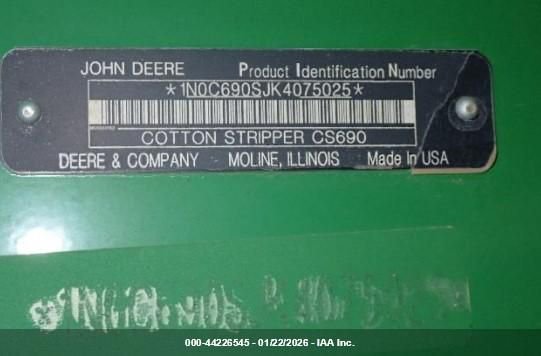 JOHN DEERE Product Identification Number
*1N0C690SJK4075025*
COTTON STRIPPER CS690
DEERE & COMPANY MOLINE, ILLINOIS Made In USA
000-44226545 - 01/22/2026 - IAA Inc.